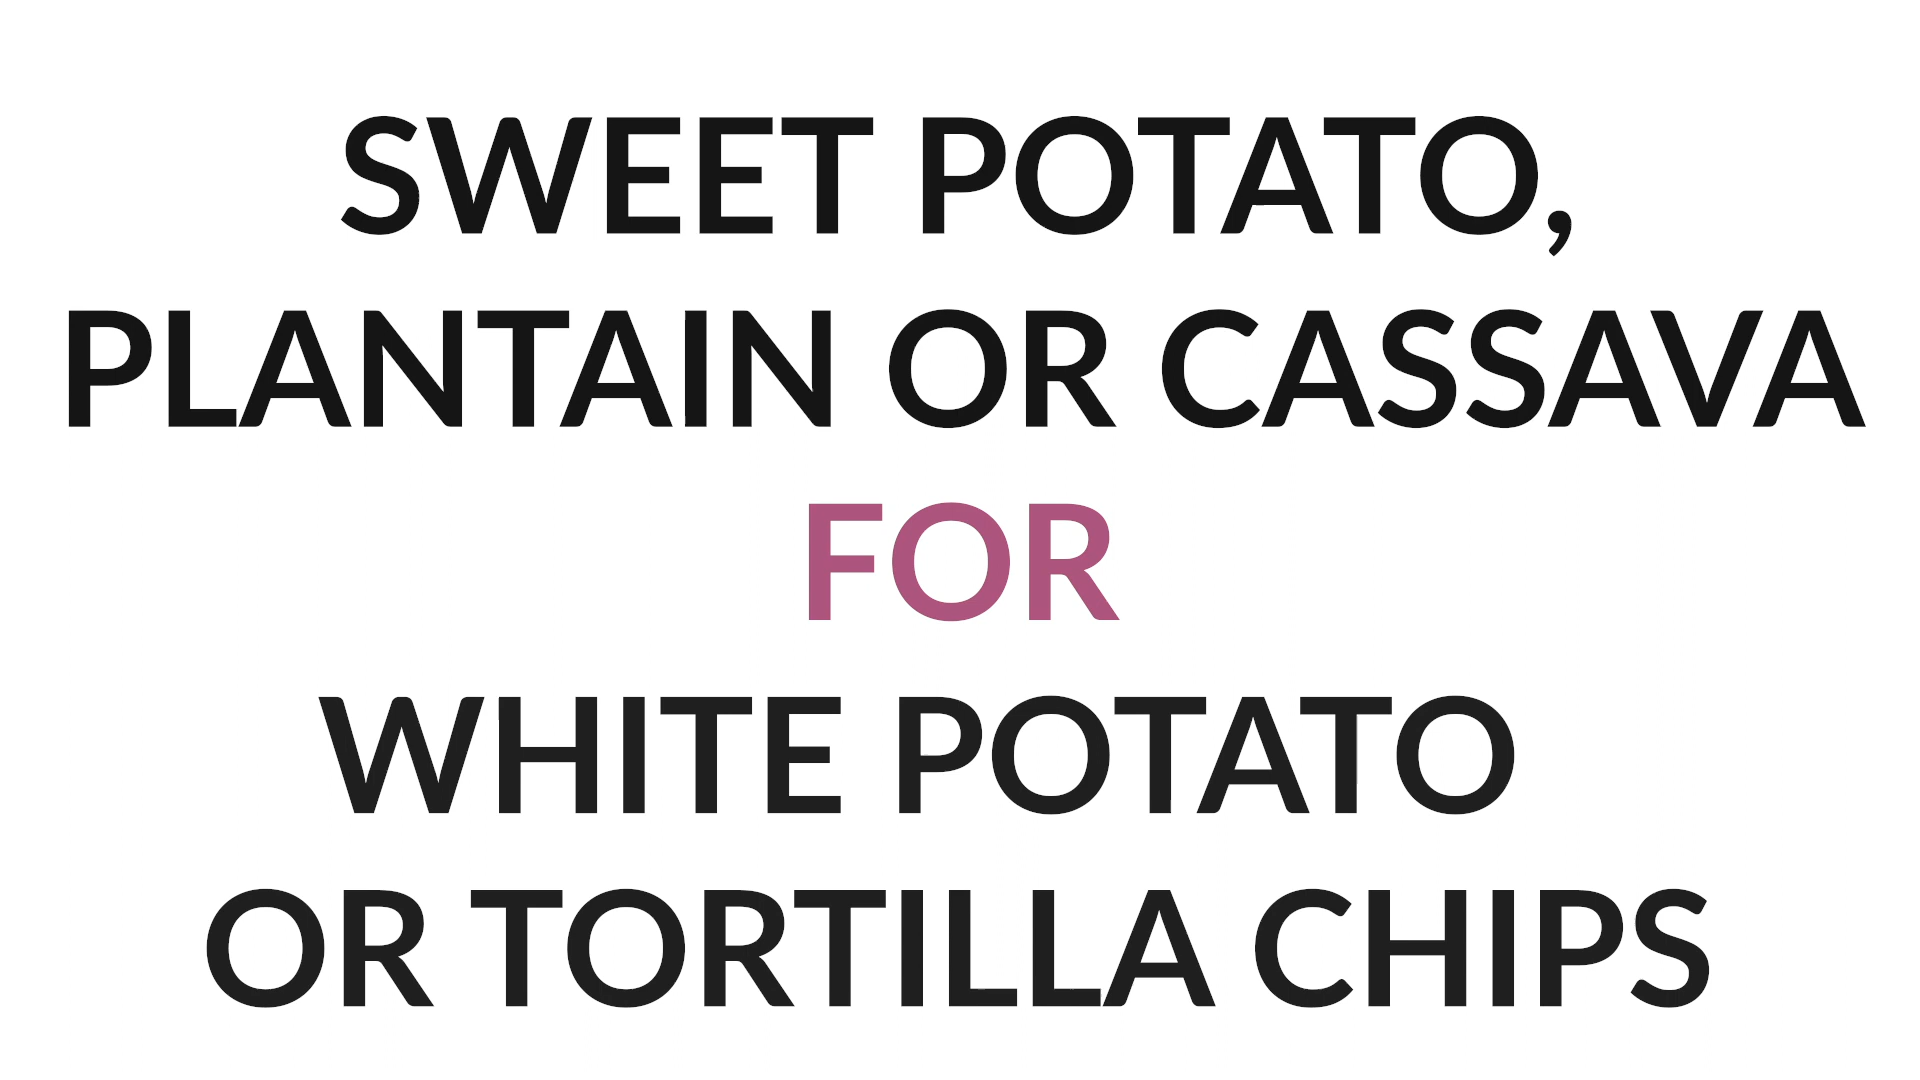 SWEET POTATO,
PLANTAIN OR CASSAVA
FOR
WHITE POTATO
OR TORTILLA CHIPS